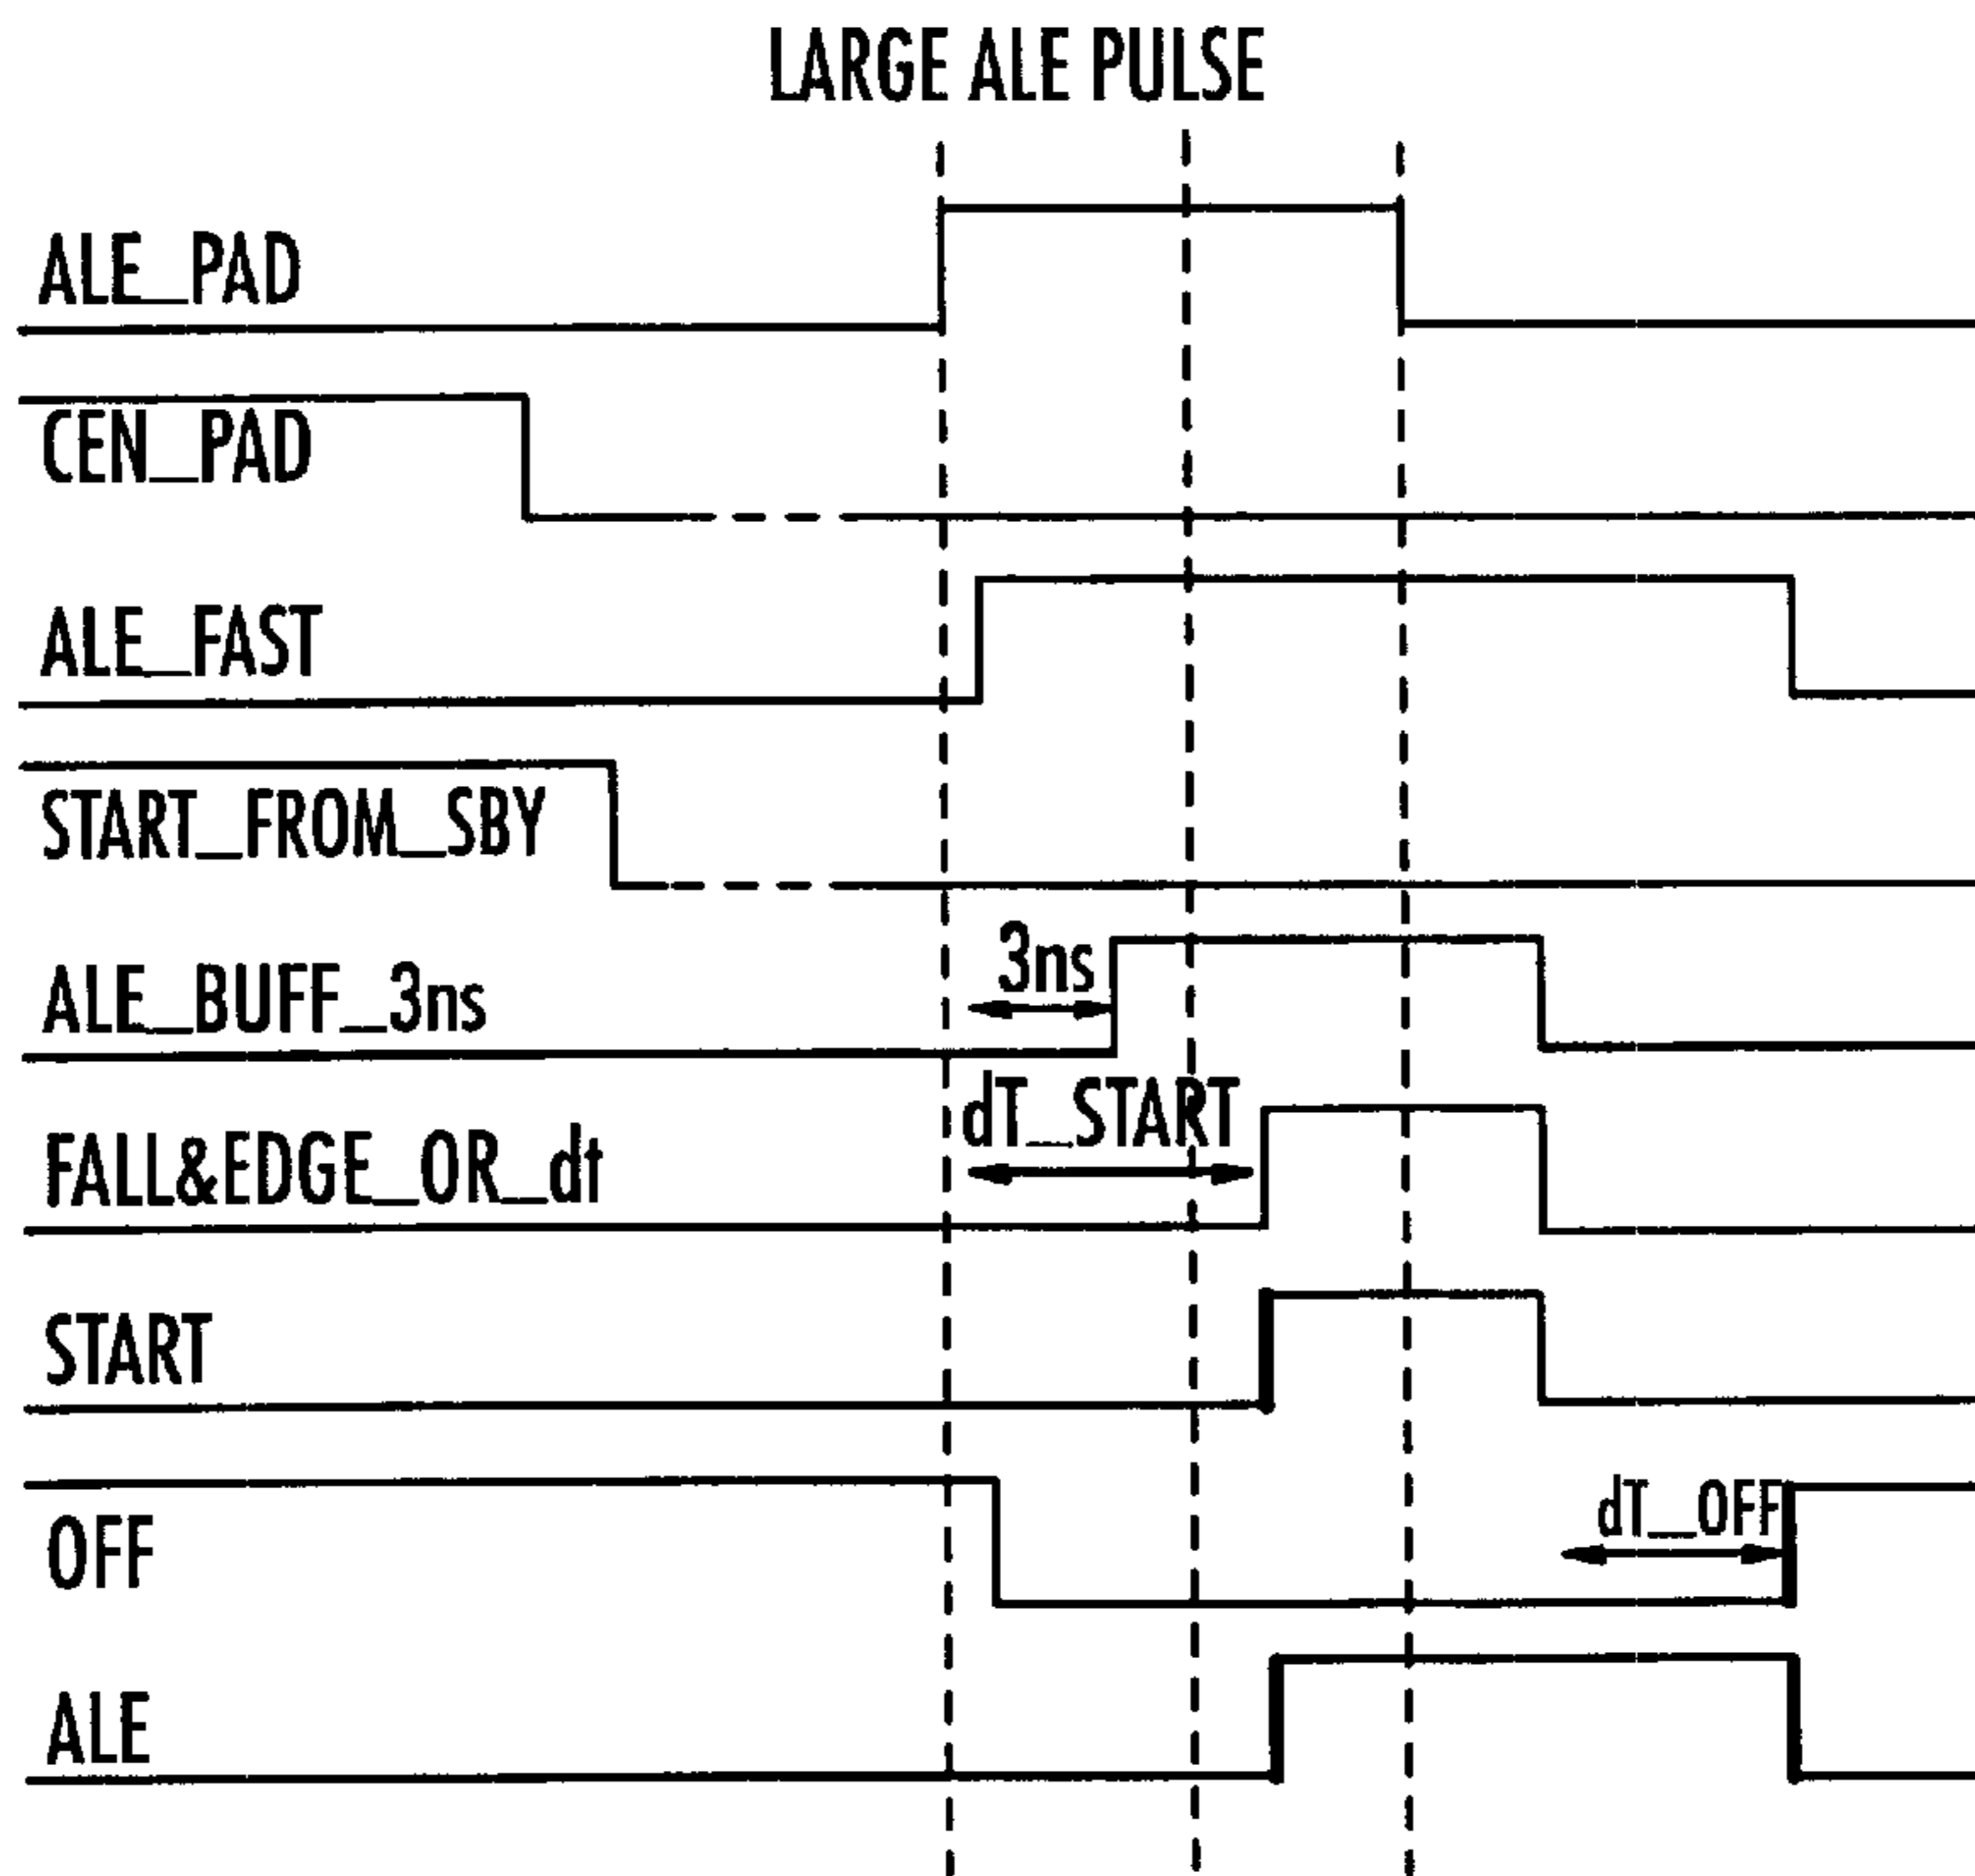 LARGE ALE PULSE
ALE_PAD
CEN_PAD
ALE_FAST
START_FROM_SBY
3ns
ALE_BUFF_3ns
dT_START
FALL&EDGE_OR_dt
START
dT_OFF
OFF
ALE